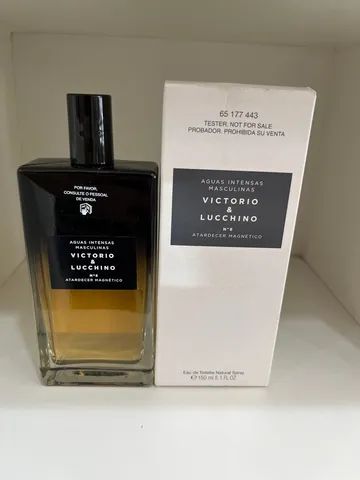 POR FAVOR,
CONSULTE O PESSOAL
DE VENDA
AGUAS INTENSAS
MASCULINAS
VICTORIO
&
LUCCHINO
Nº8
ATARDECER MAGNÉTICO
65 177 443
TESTER, NOT FOR SALE
PROBADOR. PROHIBIDA SU VENTA
AGUAS INTENSAS
MASCULINAS
VICTORIO
&
LUCCHINO
Nº8
ATARDECER MAGNÉTICO
Eau de Toilette Natural Spray
e 150 ml 5.1 FL.OZ